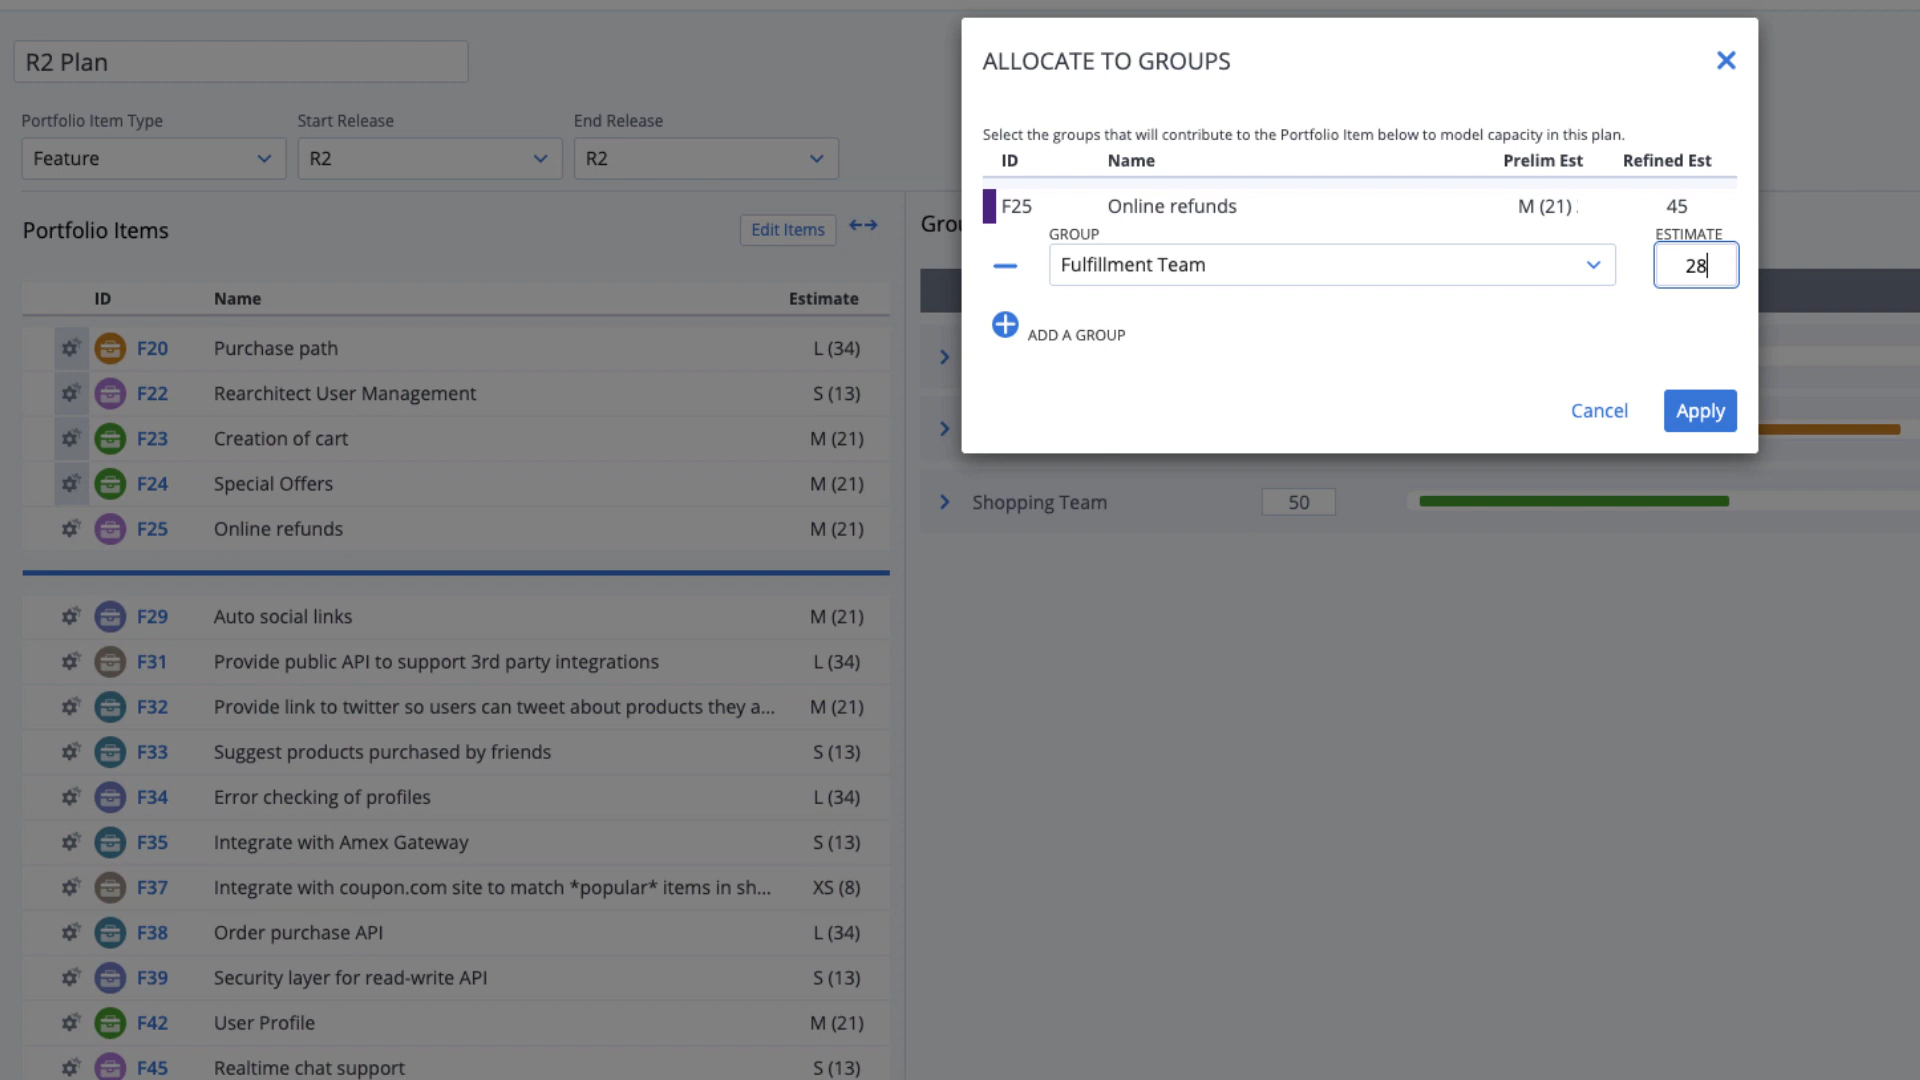 R2 Plan
Portfolio Item Type
Start Release
End Release
Feature
R2
R2
Portfolio Items
Edit Items
ID Name Estimate
F20 Purchase path L (34)
F22 Rearchitect User Management S (13)
F23 Creation of cart M (21)
F24 Special Offers M (21)
F25 Online refunds M (21)
F29 Auto social links M (21)
F31 Provide public API to support 3rd party integrations L (34)
F32 Provide link to twitter so users can tweet about products they a... M (21)
F33 Suggest products purchased by friends S (13)
F34 Error checking of profiles L (34)
F35 Integrate with Amex Gateway S (13)
F37 Integrate with coupon.com site to match *popular* items in sh... XS (8)
F38 Order purchase API L (34)
F39 Security layer for read-write API S (13)
F42 User Profile M (21)
F45 Realtime chat support S (13)
ALLOCATE TO GROUPS
Select the groups that will contribute to the Portfolio Item below to model capacity in this plan.
ID Name Prelim Est Refined Est
F25 Online refunds M (21) 45
GROUP ESTIMATE
Fulfillment Team 28
ADD A GROUP
Cancel Apply
Shopping Team 50